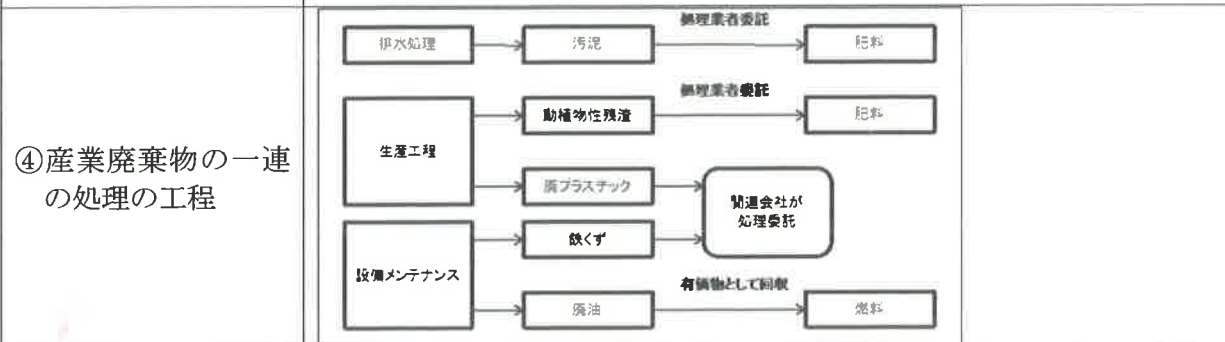 ④産業廃棄物の一連
の処理の工程
処理業者委託
排水処理
汚泥
肥料
処理業者委託
動植物性残渣
肥料
生産工程
廃プラスチック
関連会社が
処理委託
鉄くず
設備メンテナンス
有価物として回収
廃油
燃料